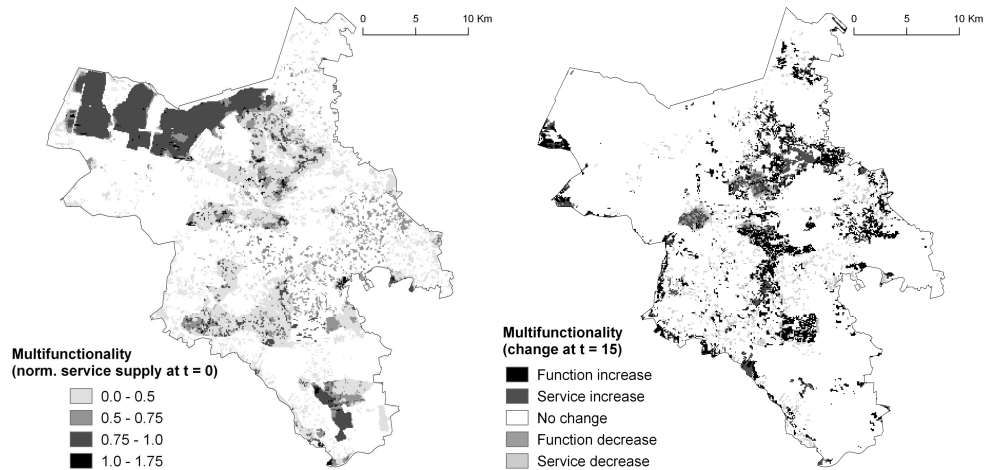 0 5 10 Km
0 5 10 Km
Multifunctionality
(norm. service supply at t = 0)
0.0 - 0.5
0.5 - 0.75
0.75 - 1.0
1.0 - 1.75
Multifunctionality
(change at t = 15)
Function increase
Service increase
No change
Function decrease
Service decrease